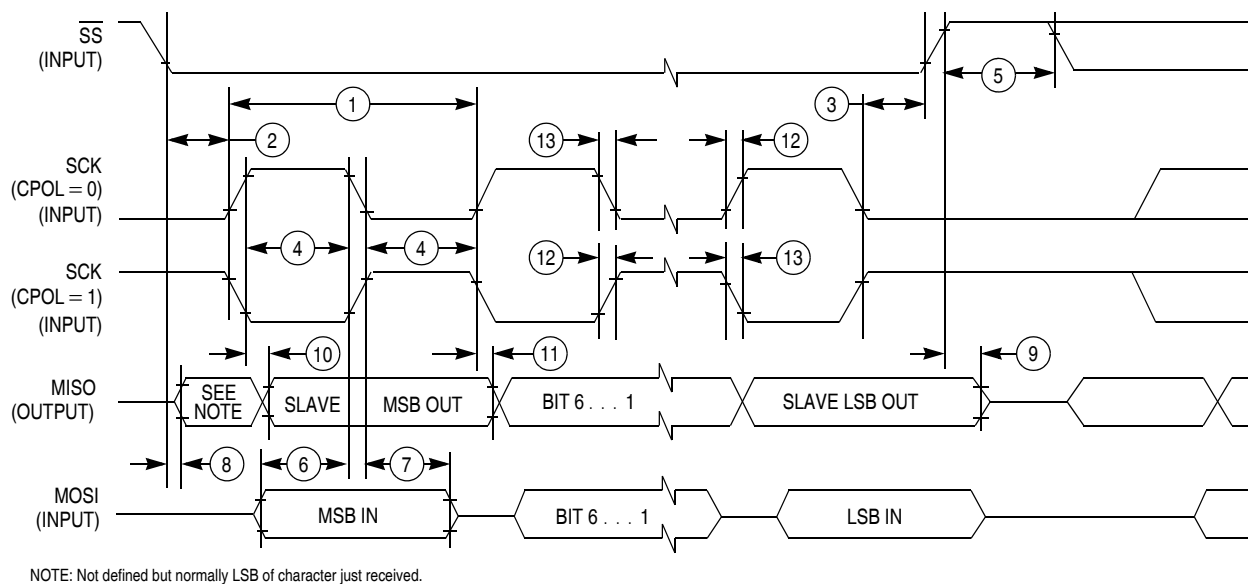 SS
(INPUT)
5
1
3
2
13
12
SCK
(CPOL = 0)
(INPUT)
4
4
SCK
(CPOL = 1)
(INPUT)
12
13
10
11
9
MISO
(OUTPUT)
SEE
NOTE
SLAVE
MSB OUT
BIT 6 . . . 1
SLAVE LSB OUT
8
6
7
MOSI
(INPUT)
MSB IN
BIT 6 . . . 1
LSB IN
NOTE: Not defined but normally LSB of character just received.